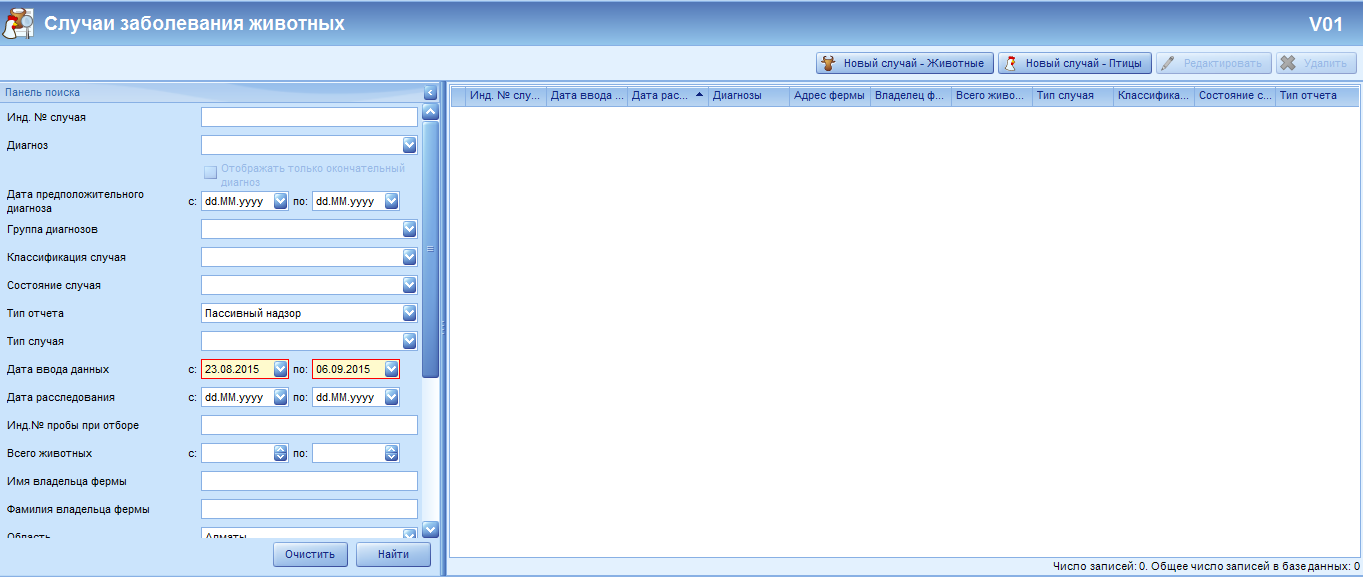 Случаи заболевания животных
V01
Новый случай - Животные
Новый случай - Птицы
Редактировать
Удалить
Панель поиска
Инд. № случая
Диагноз
Отображать только окончательный
диагноз
Дата предположительного
диагноза
с: dd.MM.yyyy по: dd.MM.yyyy
Группа диагнозов
Классификация случая
Состояние случая
Тип отчета Пассивный надзор
Тип случая
Дата ввода данных с: 23.08.2015 по: 06.09.2015
Дата расследования с: dd.MM.yyyy по: dd.MM.yyyy
Инд.№ пробы при отборе
Всего животных с: по:
Имя владельца фермы
Фамилия владельца фермы
Область Алматы
Очистить Найти
Инд. № слу... Дата ввода ... Дата рас... Диагнозы Адрес фермы Владелец ф... Всего живо... Тип случая Классифика... Состояние с... Тип отчета
Число записей: 0. Общее число записей в базе данных: 0